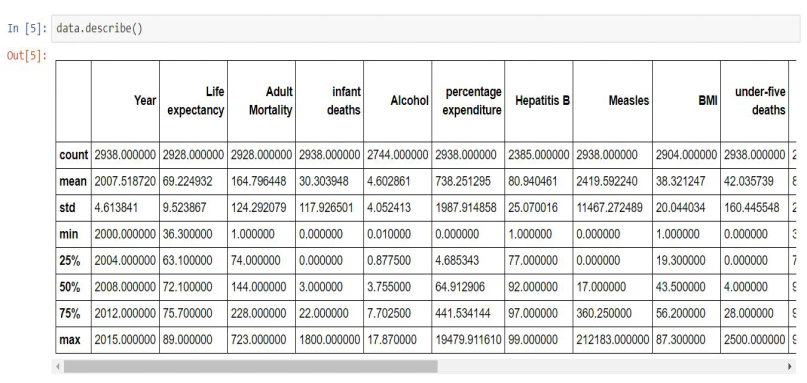 In [5]: data.describe()
Out[5]:
Year Life expectancy Adult Mortality infant deaths Alcohol percentage expenditure Hepatitis B Measles BMI under-five deaths
count 2938.000000 2928.000000 2928.000000 2938.000000 2744.000000 2938.000000 2385.000000 2938.000000 2904.000000 2938.000000 2
mean 2007.518720 69.224932 164.796448 30.303948 4.602861 738.251295 80.940461 2419.592240 38.321247 42.035739
std 4.613841 9.523867 124.292079 117.926501 4.052413 1987.914858 25.070016 11467.272489 20.044034 160.445548 2
min 2000.000000 36.300000 1.000000 0.000000 0.010000 0.000000 1.000000 0.000000 1.000000 0.000000
25% 2004.000000 63.100000 74.000000 0.000000 0.877500 4.685343 77.000000 0.000000 19.300000 0.000000
50% 2008.000000 72.100000 144.000000 3.000000 3.755000 64.912906 92.000000 17.000000 43.500000 4.000000
75% 2012.000000 75.700000 228.000000 22.000000 7.702500 441.534144 97.000000 360.250000 56.200000 28.000000
max 2015.000000 89.000000 723.000000 1800.000000 17.870000 19479.911610 99.000000 212183.000000 87.300000 2500.000000